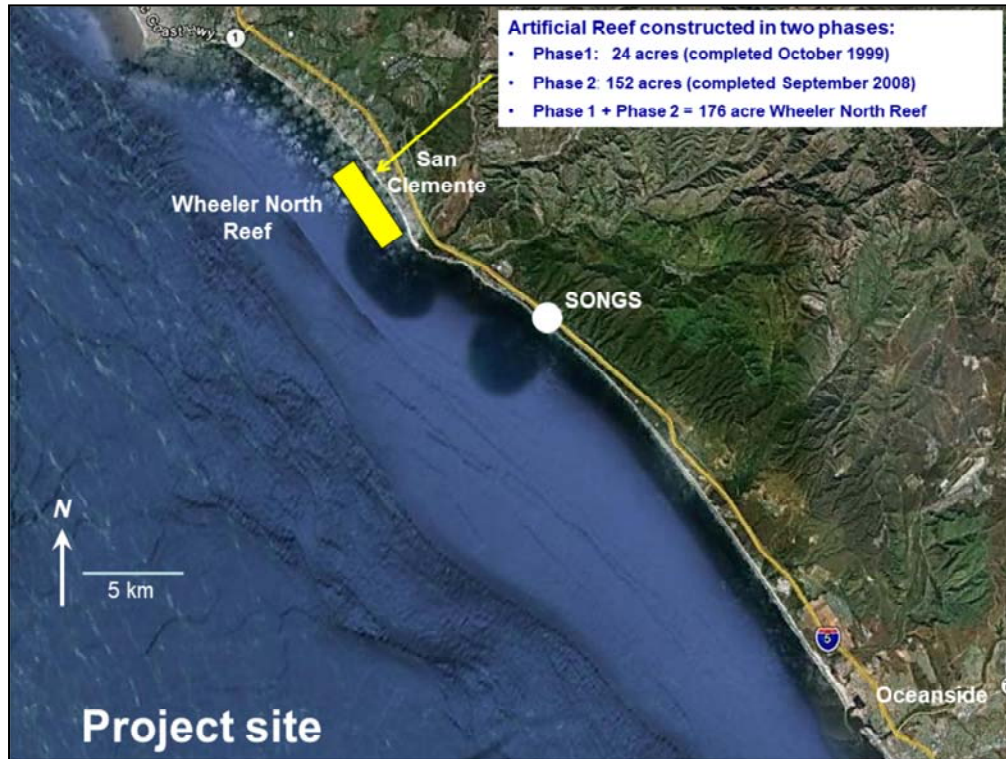 Artificial Reef constructed in two phases:
• Phase1: 24 acres (completed October 1999)
• Phase 2: 152 acres (completed September 2008)
• Phase 1 + Phase 2 = 176 acre Wheeler North Reef
Coast Hwy
1
San
Clemente
Wheeler North
Reef
SONGS
N
5 km
5
Oceanside
Project site